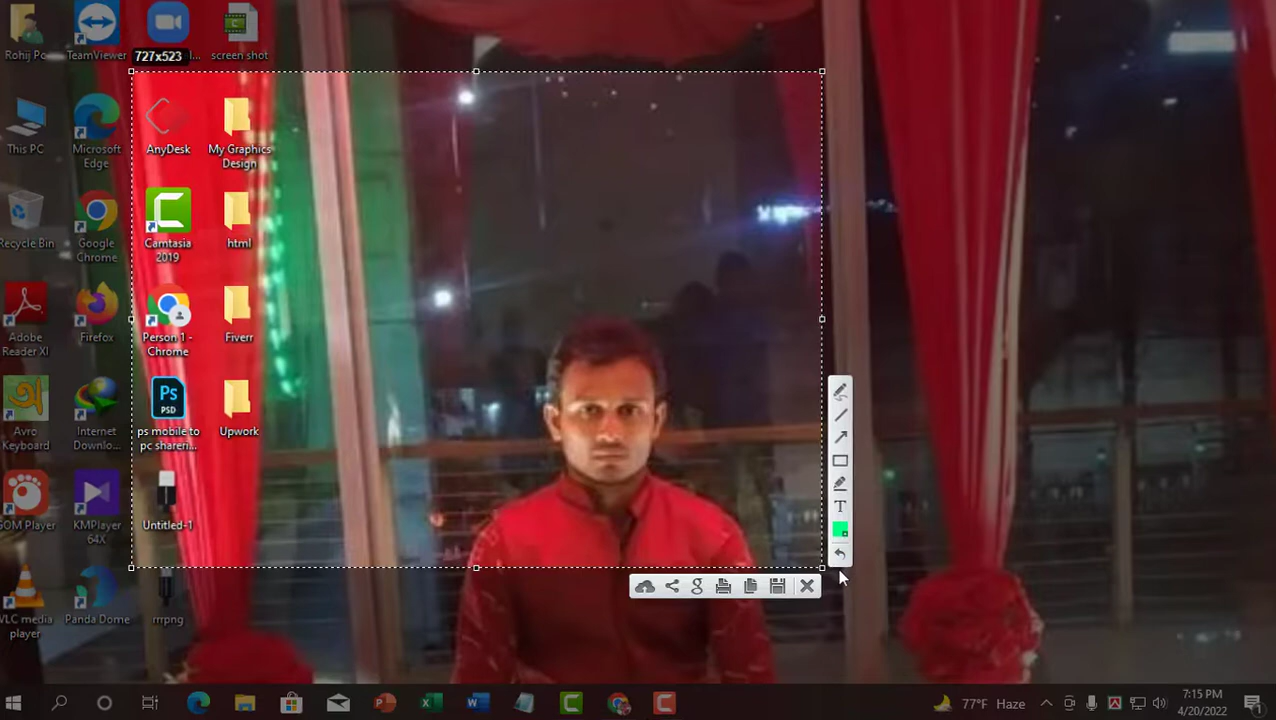 Rohij Pc
TeamViewer
screen shot
727x523
This PC
Microsoft
Edge
AnyDesk
My Graphics
Design
Recycle Bin
Google
Chrome
Camtasia
2019
html
Adobe
Reader XI
Firefox
Person 1 -
Chrome
Fiverr
অ
Avro
Keyboard
Internet
Downlo...
Ps
PSD
ps mobile to
pc sharein...
Upwork
GOM Player
KMPlayer
64X
Untitled-1
VLC media
player
Panda Dome
rrrpng
T
g
77°F Haze
7:15 PM
4/20/2022
1